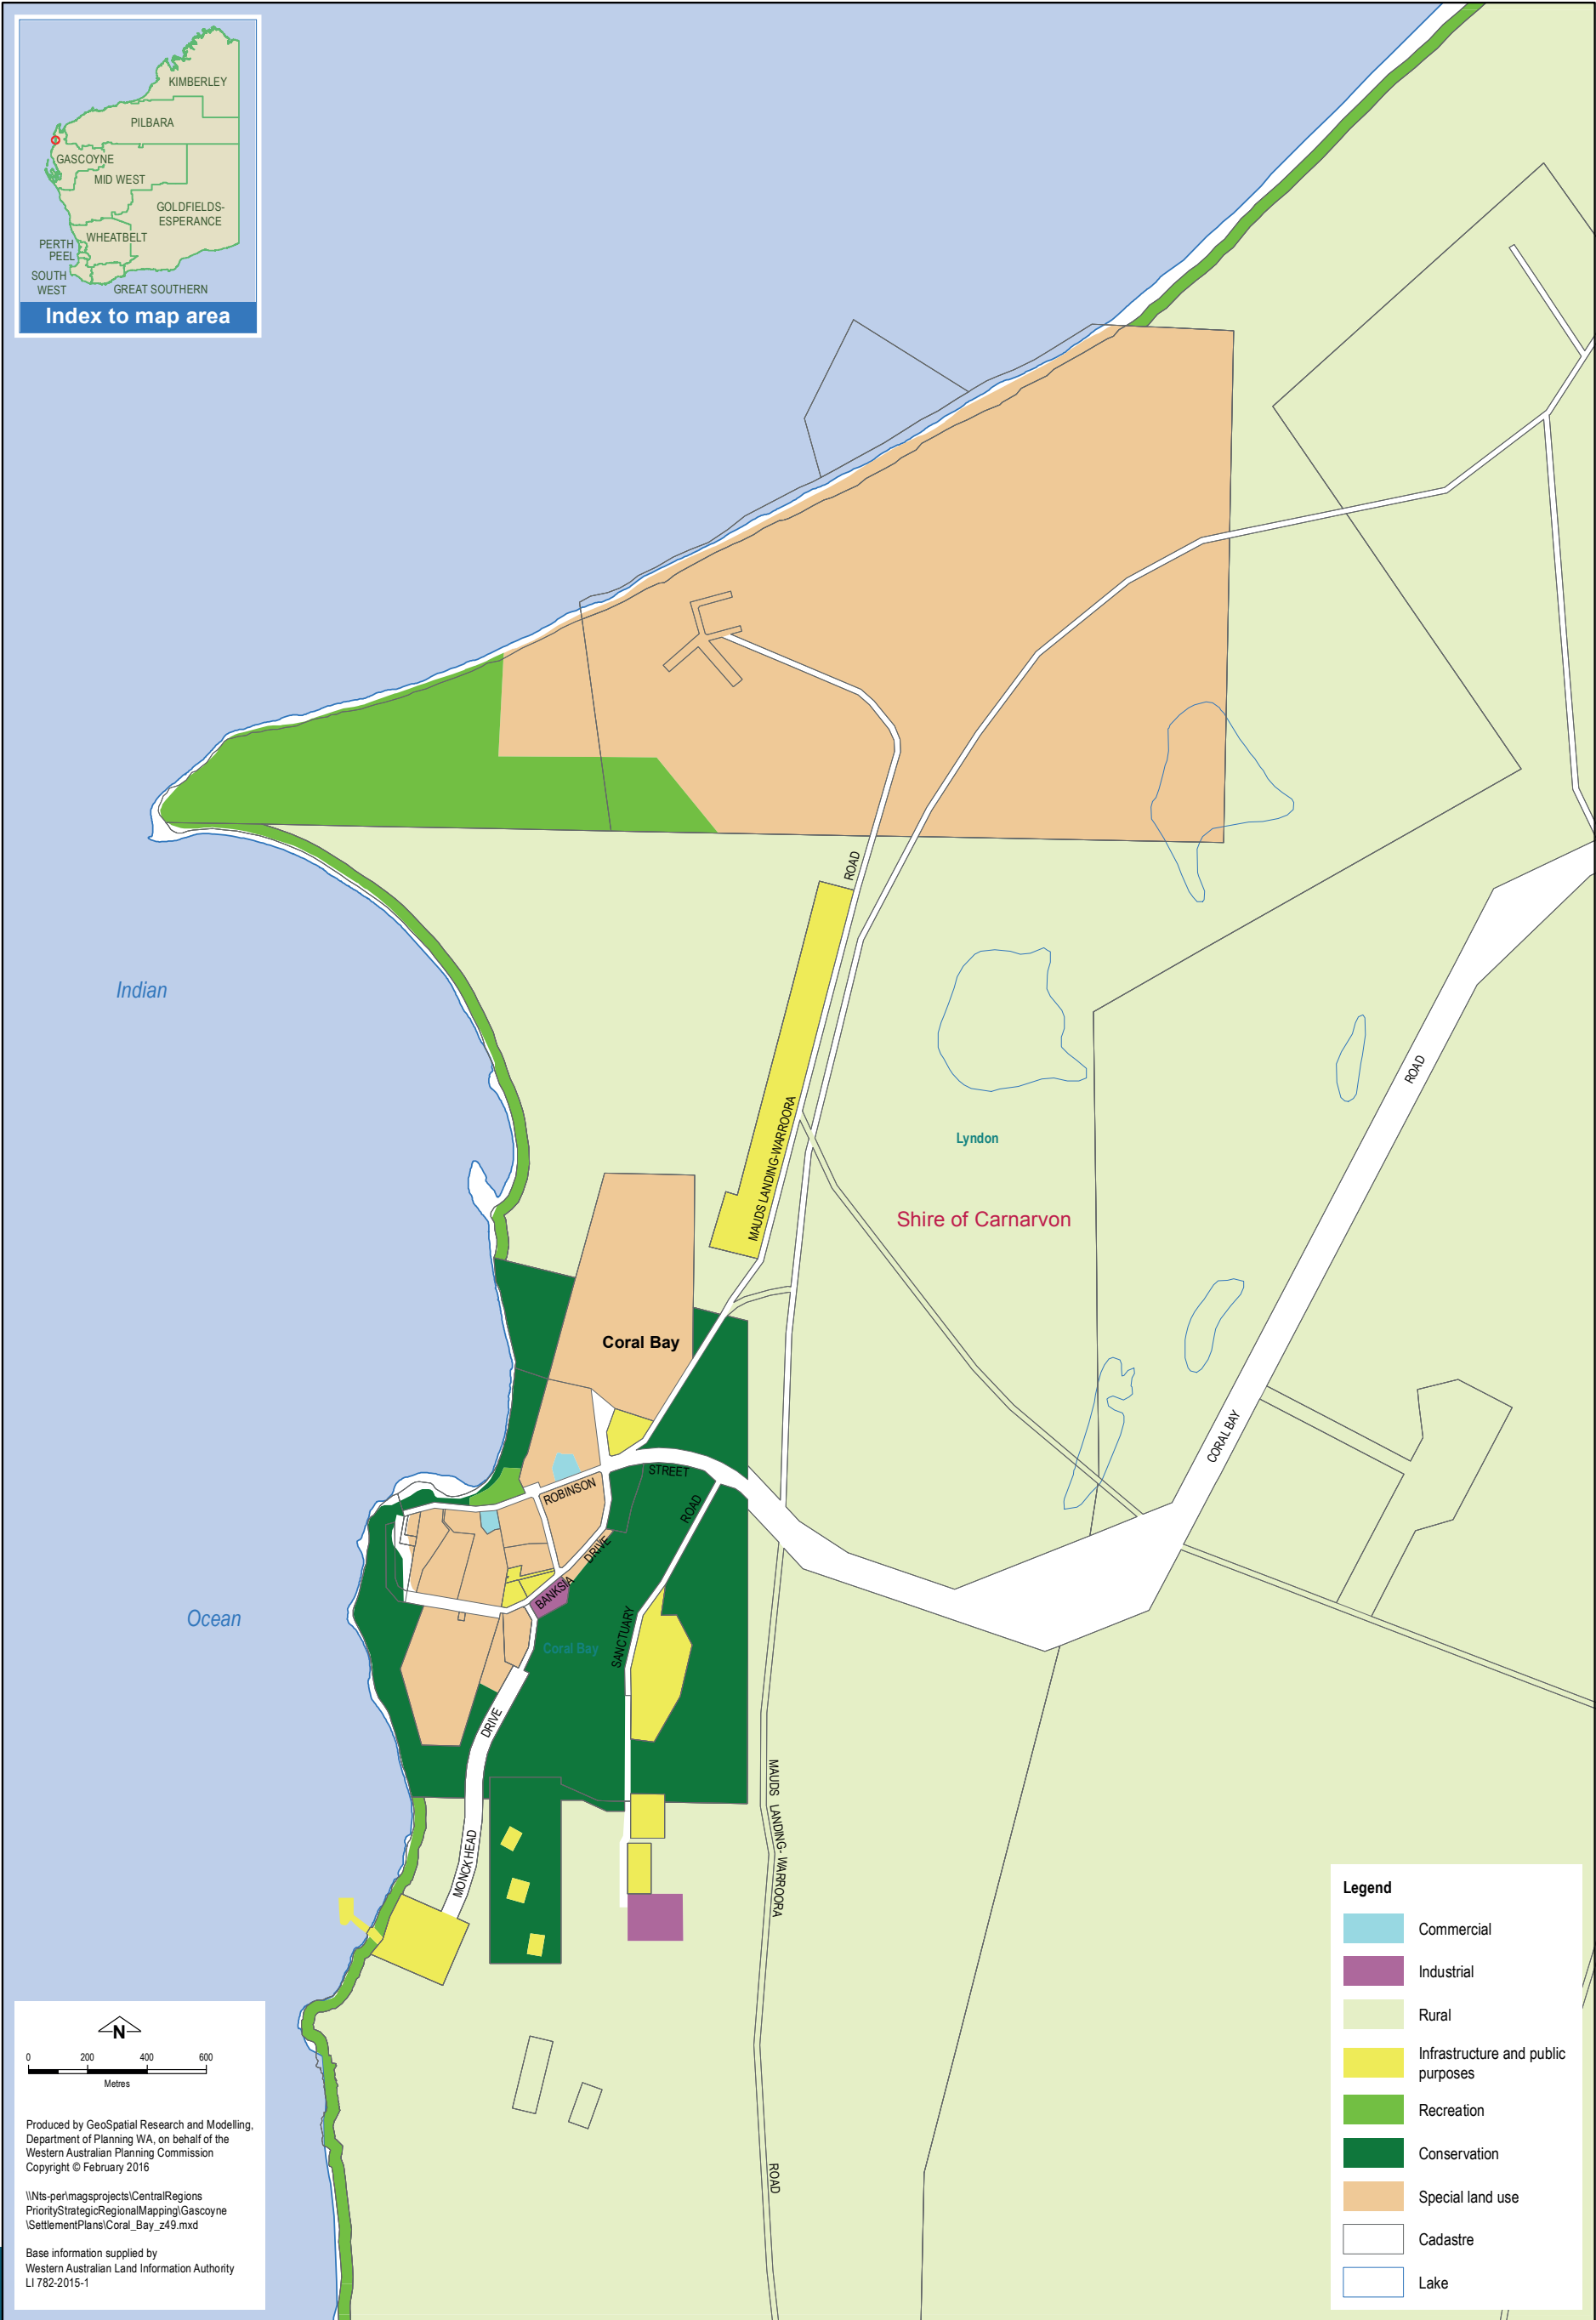 KIMBERLEY
PILBARA
GASCOYNE
MID WEST
GOLDFIELDS-
ESPERANCE
WHEATBELT
PERTH
PEEL
SOUTH
WEST
GREAT SOUTHERN
Index to map area
ROAD
Indian
MAUDS LANDING-WARROORA
ROAD
Lyndon
Shire of Carnarvon
Coral Bay
CORAL BAY
STREET
ROBINSON
ROAD
DRIVE
BANKSIA
Ocean
Coral Bay
SANCTUARY
DRIVE
MAUDS LANDING- WARROORA
MONCK HEAD
ROAD
N
0 200 400 600
Metres
Produced by GeoSpatial Research and Modelling,
Department of Planning WA, on behalf of the
Western Australian Planning Commission
Copyright © February 2016
\\Nts-per\magsprojects\CentralRegions
PriorityStrategicRegionalMapping\Gascoyne
\SettlementPlans\Coral_Bay_z49.mxd
Base information supplied by
Western Australian Land Information Authority
LI 782-2015-1
Legend
Commercial
Industrial
Rural
Infrastructure and public
purposes
Recreation
Conservation
Special land use
Cadastre
Lake